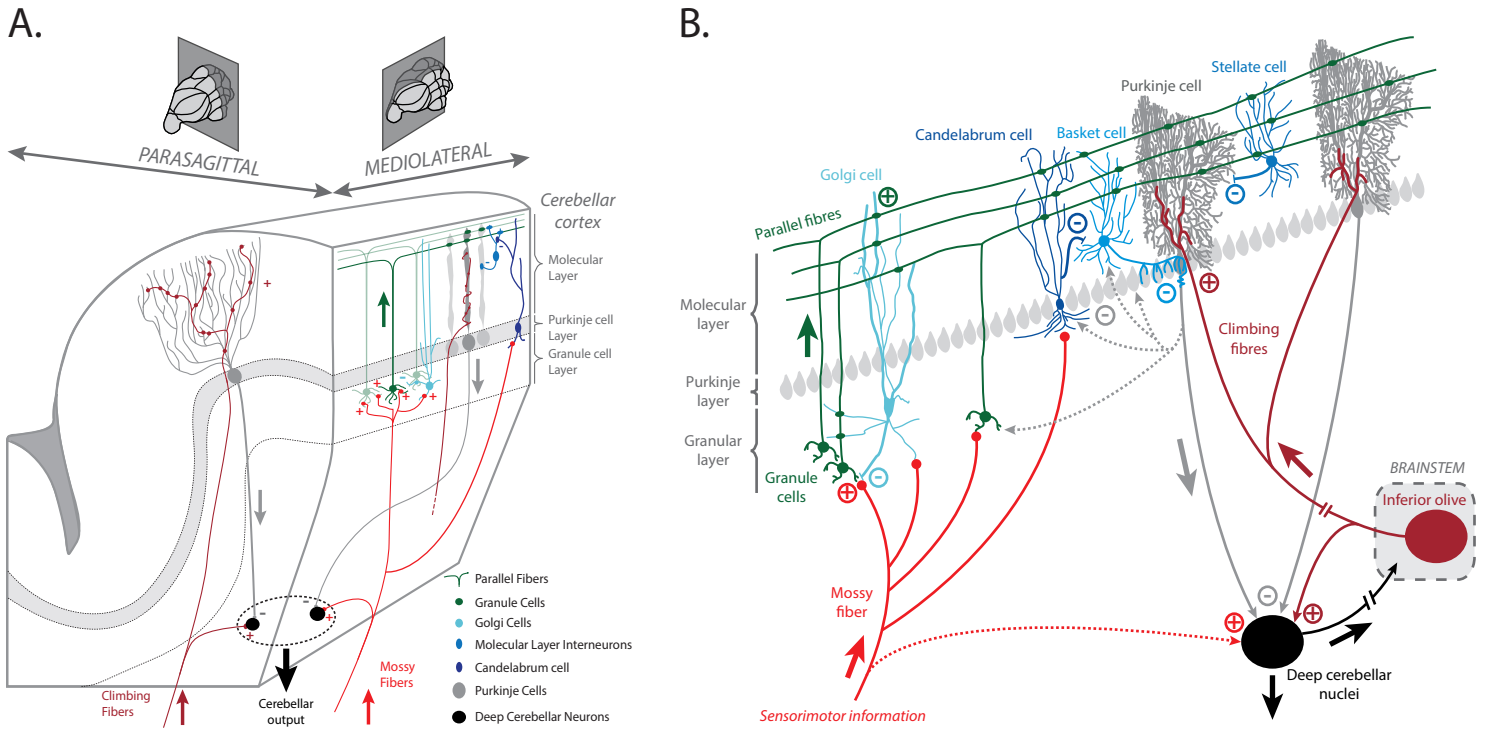 A.
PARASAGITTAL
MEDIOLATERAL
Cerebellar
cortex
Molecular
Layer
Purkinje cell
Layer
Granule cell
Layer
+
+
+
+
-
-
-
-
+
-
+
Parallel Fibers
Granule Cells
Golgi Cells
Molecular Layer Interneurons
Candelabrum cell
Purkinje Cells
Deep Cerebellar Neurons
Climbing
Fibers
Cerebellar
output
Mossy
Fibers
B.
Stellate cell
Purkinje cell
Candelabrum cell
Basket cell
Golgi cell
+
Parallel fibres
-
-
-
+
-
Molecular
layer
Purkinje
layer
Granular
layer
Climbing
fibres
Granule
cells
+
-
BRAINSTEM
Inferior olive
Mossy
fiber
-
+
+
Deep cerebellar
nuclei
Sensorimotor information